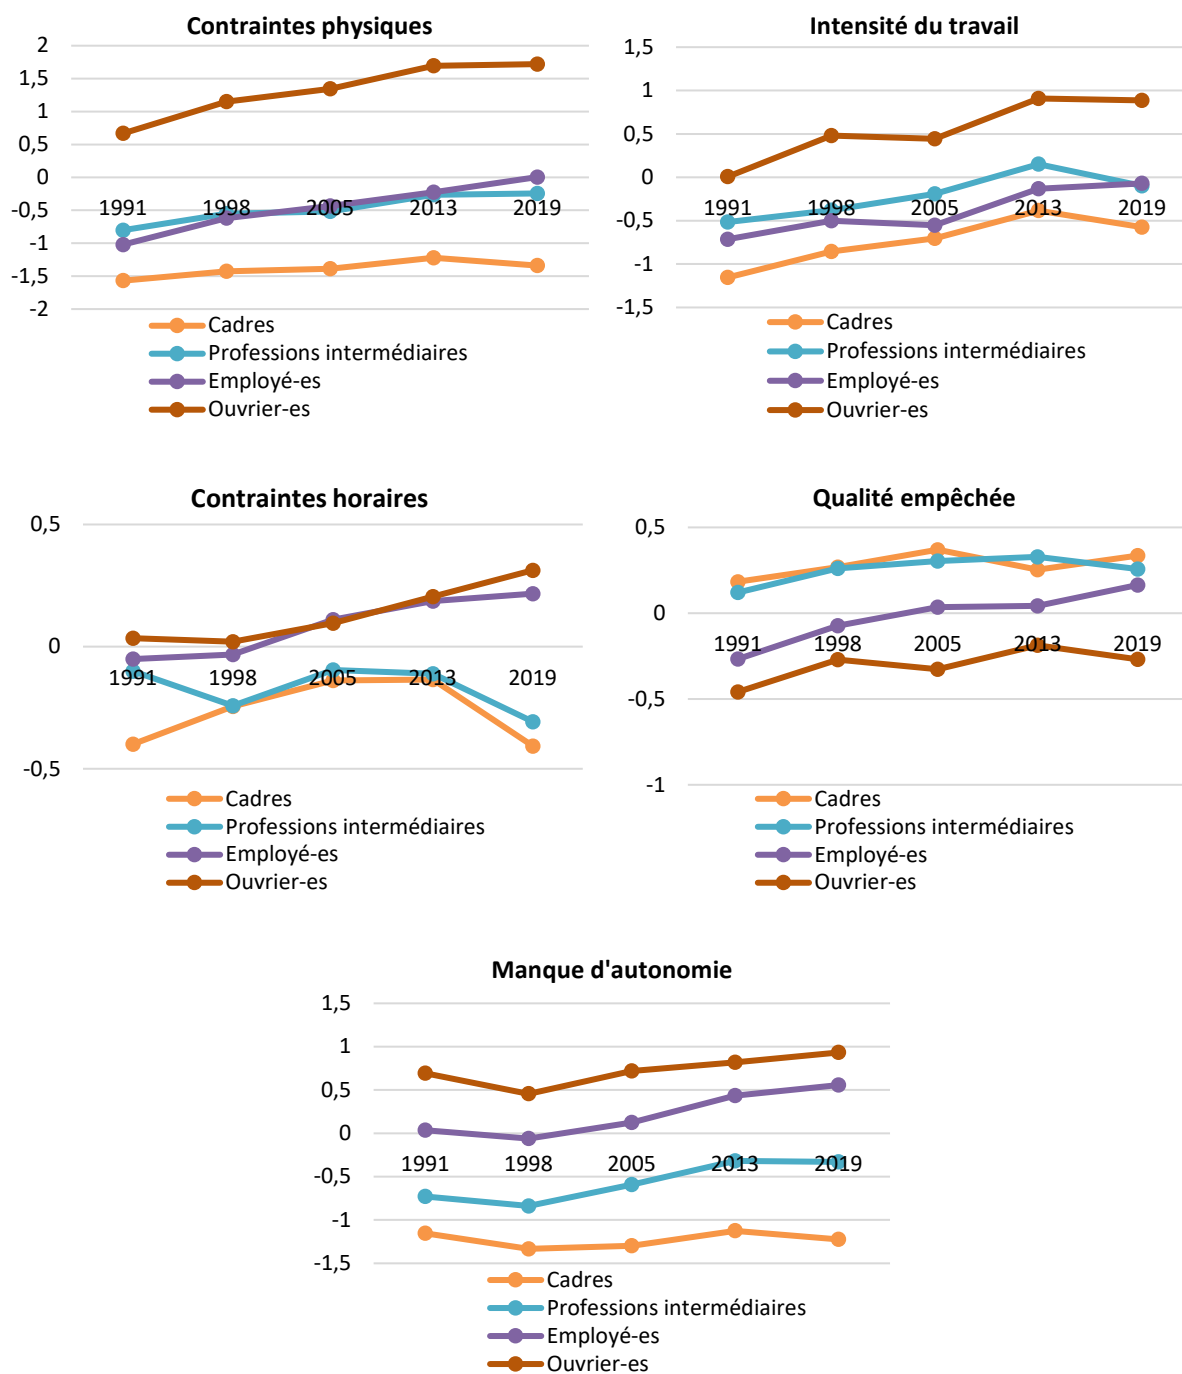 Contraintes physiques
2
1,5
1
0,5
0
-0,5
-1
-1,5
-2
1991 1998 2005 2013 2019
Cadres
Professions intermédiaires
Employé-es
Ouvrier-es
Intensité du travail
1,5
1
0,5
0
-0,5
-1
-1,5
1991 1998 2005 2013 2019
Cadres
Professions intermédiaires
Employé-es
Ouvrier-es
Contraintes horaires
0,5
0
-0,5
1991 1998 2005 2013 2019
Cadres
Professions intermédiaires
Employé-es
Ouvrier-es
Qualité empêchée
0,5
0
-0,5
-1
1991 1998 2005 2013 2019
Cadres
Professions intermédiaires
Employé-es
Ouvrier-es
Manque d'autonomie
1,5
1
0,5
0
-0,5
-1
-1,5
1991 1998 2005 2013 2019
Cadres
Professions intermédiaires
Employé-es
Ouvrier-es